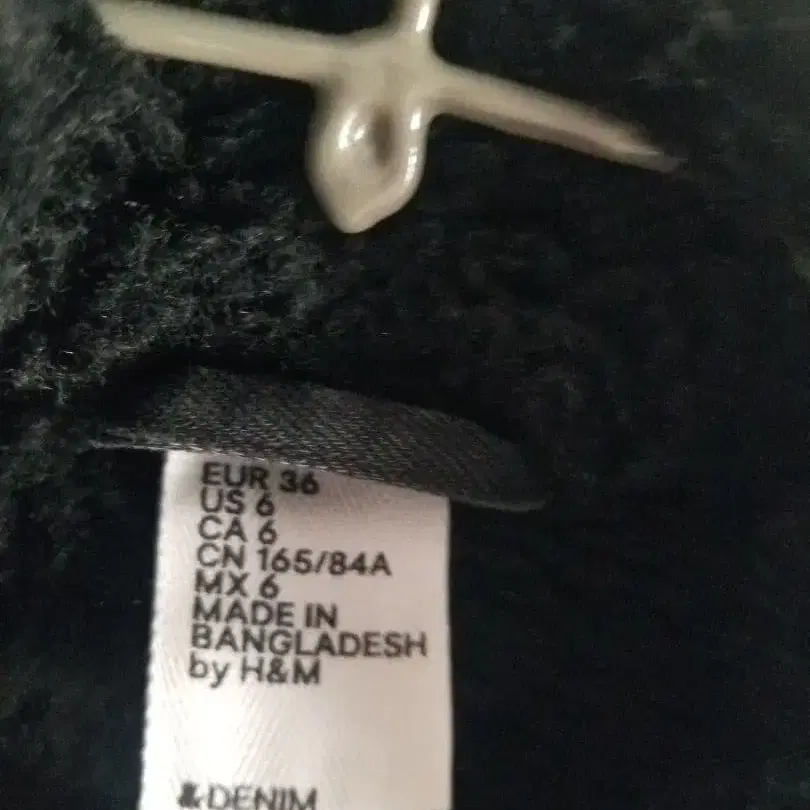 EUR 36
US 6
CA 6
CN 165/84A
MX 6
MADE IN
BANGLADESH
by H&M
&DENIM